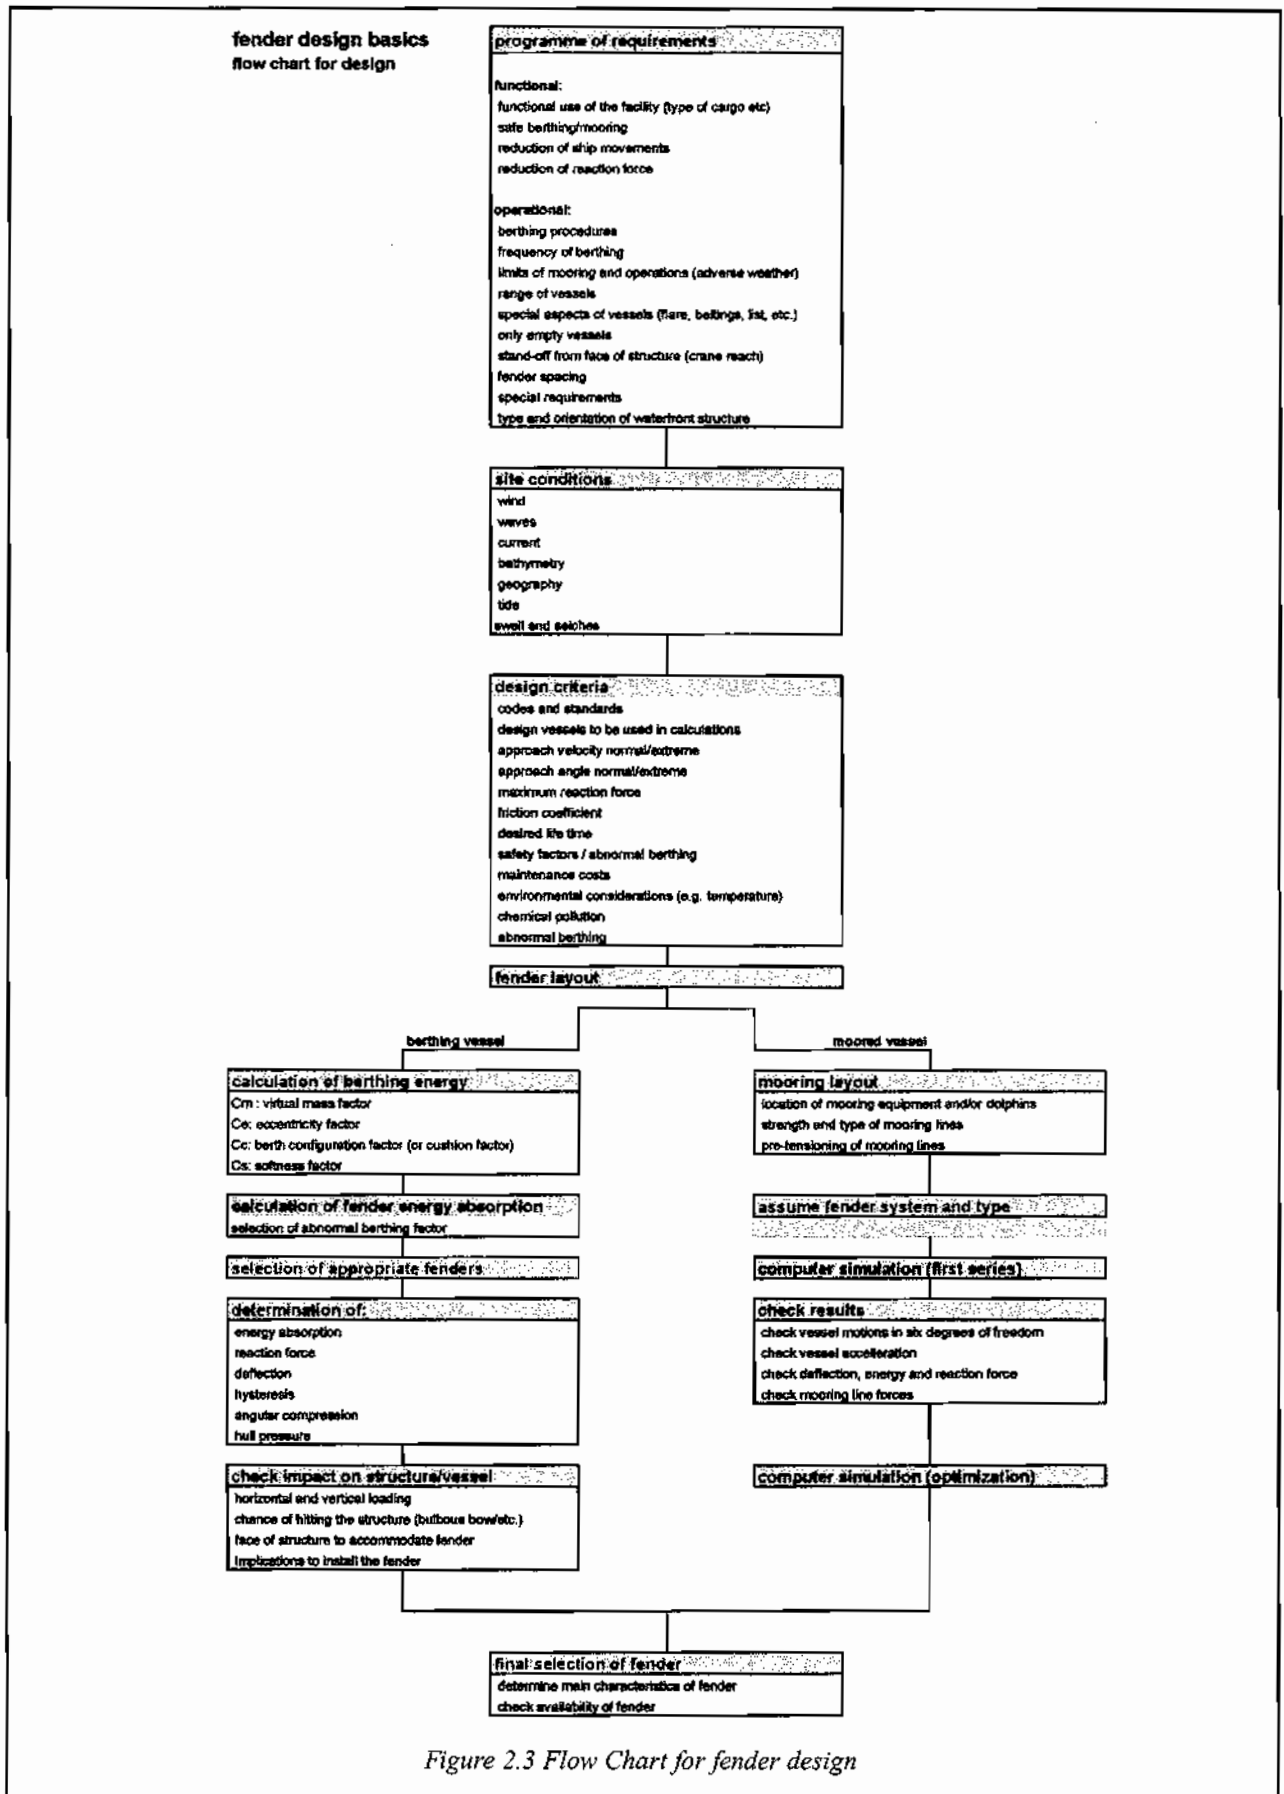 fender design basics
flow chart for design
programme of requirements
functional:
functional use of the facility (type of cargo etc)
safe berthing/mooring
reduction of ship movements
reduction of reaction force
operational:
berthing procedures
frequency of berthing
limits of mooring and operations (adverse weather)
range of vessels
special aspects of vessels (flare, beltings, list, etc.)
only empty vessels
stand-off from face of structure (crane reach)
fender spacing
special requirements
type and orientation of waterfront structure
site conditions
wind
waves
current
bathymetry
geography
tide
swell and seiches
design criteria
codes and standards
design vessels to be used in calculations
approach velocity normal/extreme
approach angle normal/extreme
maximum reaction force
friction coefficient
desired life time
safety factors / abnormal berthing
maintenance costs
environmental considerations (e.g. temperature)
chemical pollution
abnormal berthing
fender layout
berthing vessel
calculation of berthing energy
Cm : virtual mass factor
Ce: eccentricity factor
Cc: berth configuration factor (or cushion factor)
Cs: softness factor
calculation of fender energy absorption
selection of abnormal berthing factor
selection of appropriate fenders
determination of:
energy absorption
reaction force
deflection
hysteresis
angular compression
hull pressure
check impact on structure/vessel
horizontal and vertical loading
chance of hitting the structure (bulbous bow/etc.)
face of structure to accommodate fender
Implications to install the fender
moored vessel
mooring layout
location of mooring equipment and/or dolphins
strength and type of mooring lines
pre-tensioning of mooring lines
assume fender system and type
computer simulation (first series)
check results
check vessel motions in six degrees of freedom
check vessel accelleration
check deflection, energy and reaction force
check mooring line forces
computer simulation (optimization)
final selection of fender
determine main characteristics of fender
check availability of fender
Figure 2.3 Flow Chart for fender design